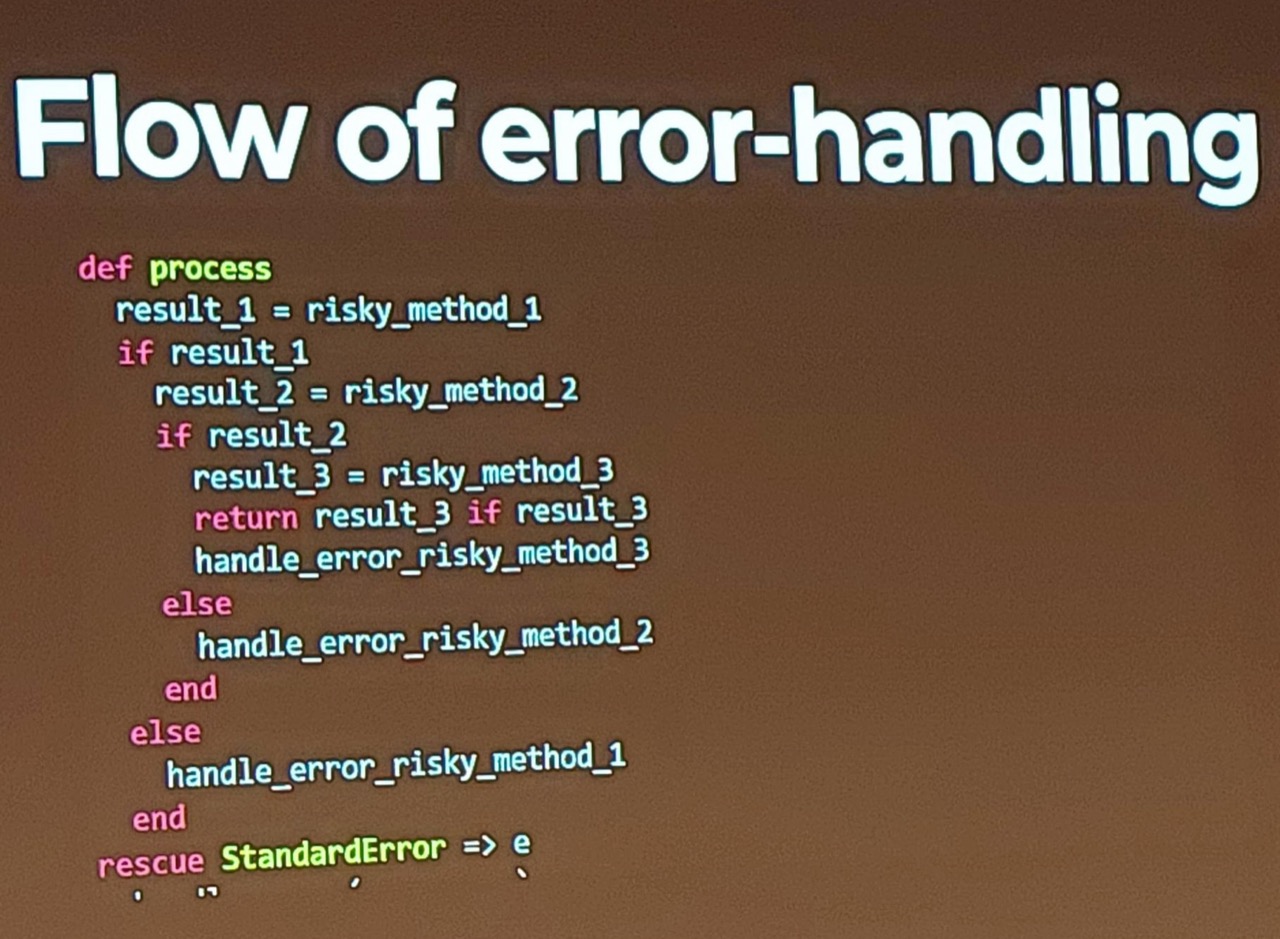 Flow of error-handling
def process
  result_1 = risky_method_1
  if result_1
    result_2 = risky_method_2
    if result_2
      result_3 = risky_method_3
      return result_3 if result_3
      handle_error_risky_method_3
    else
      handle_error_risky_method_2
    end
  else
    handle_error_risky_method_1
  end
rescue StandardError => e